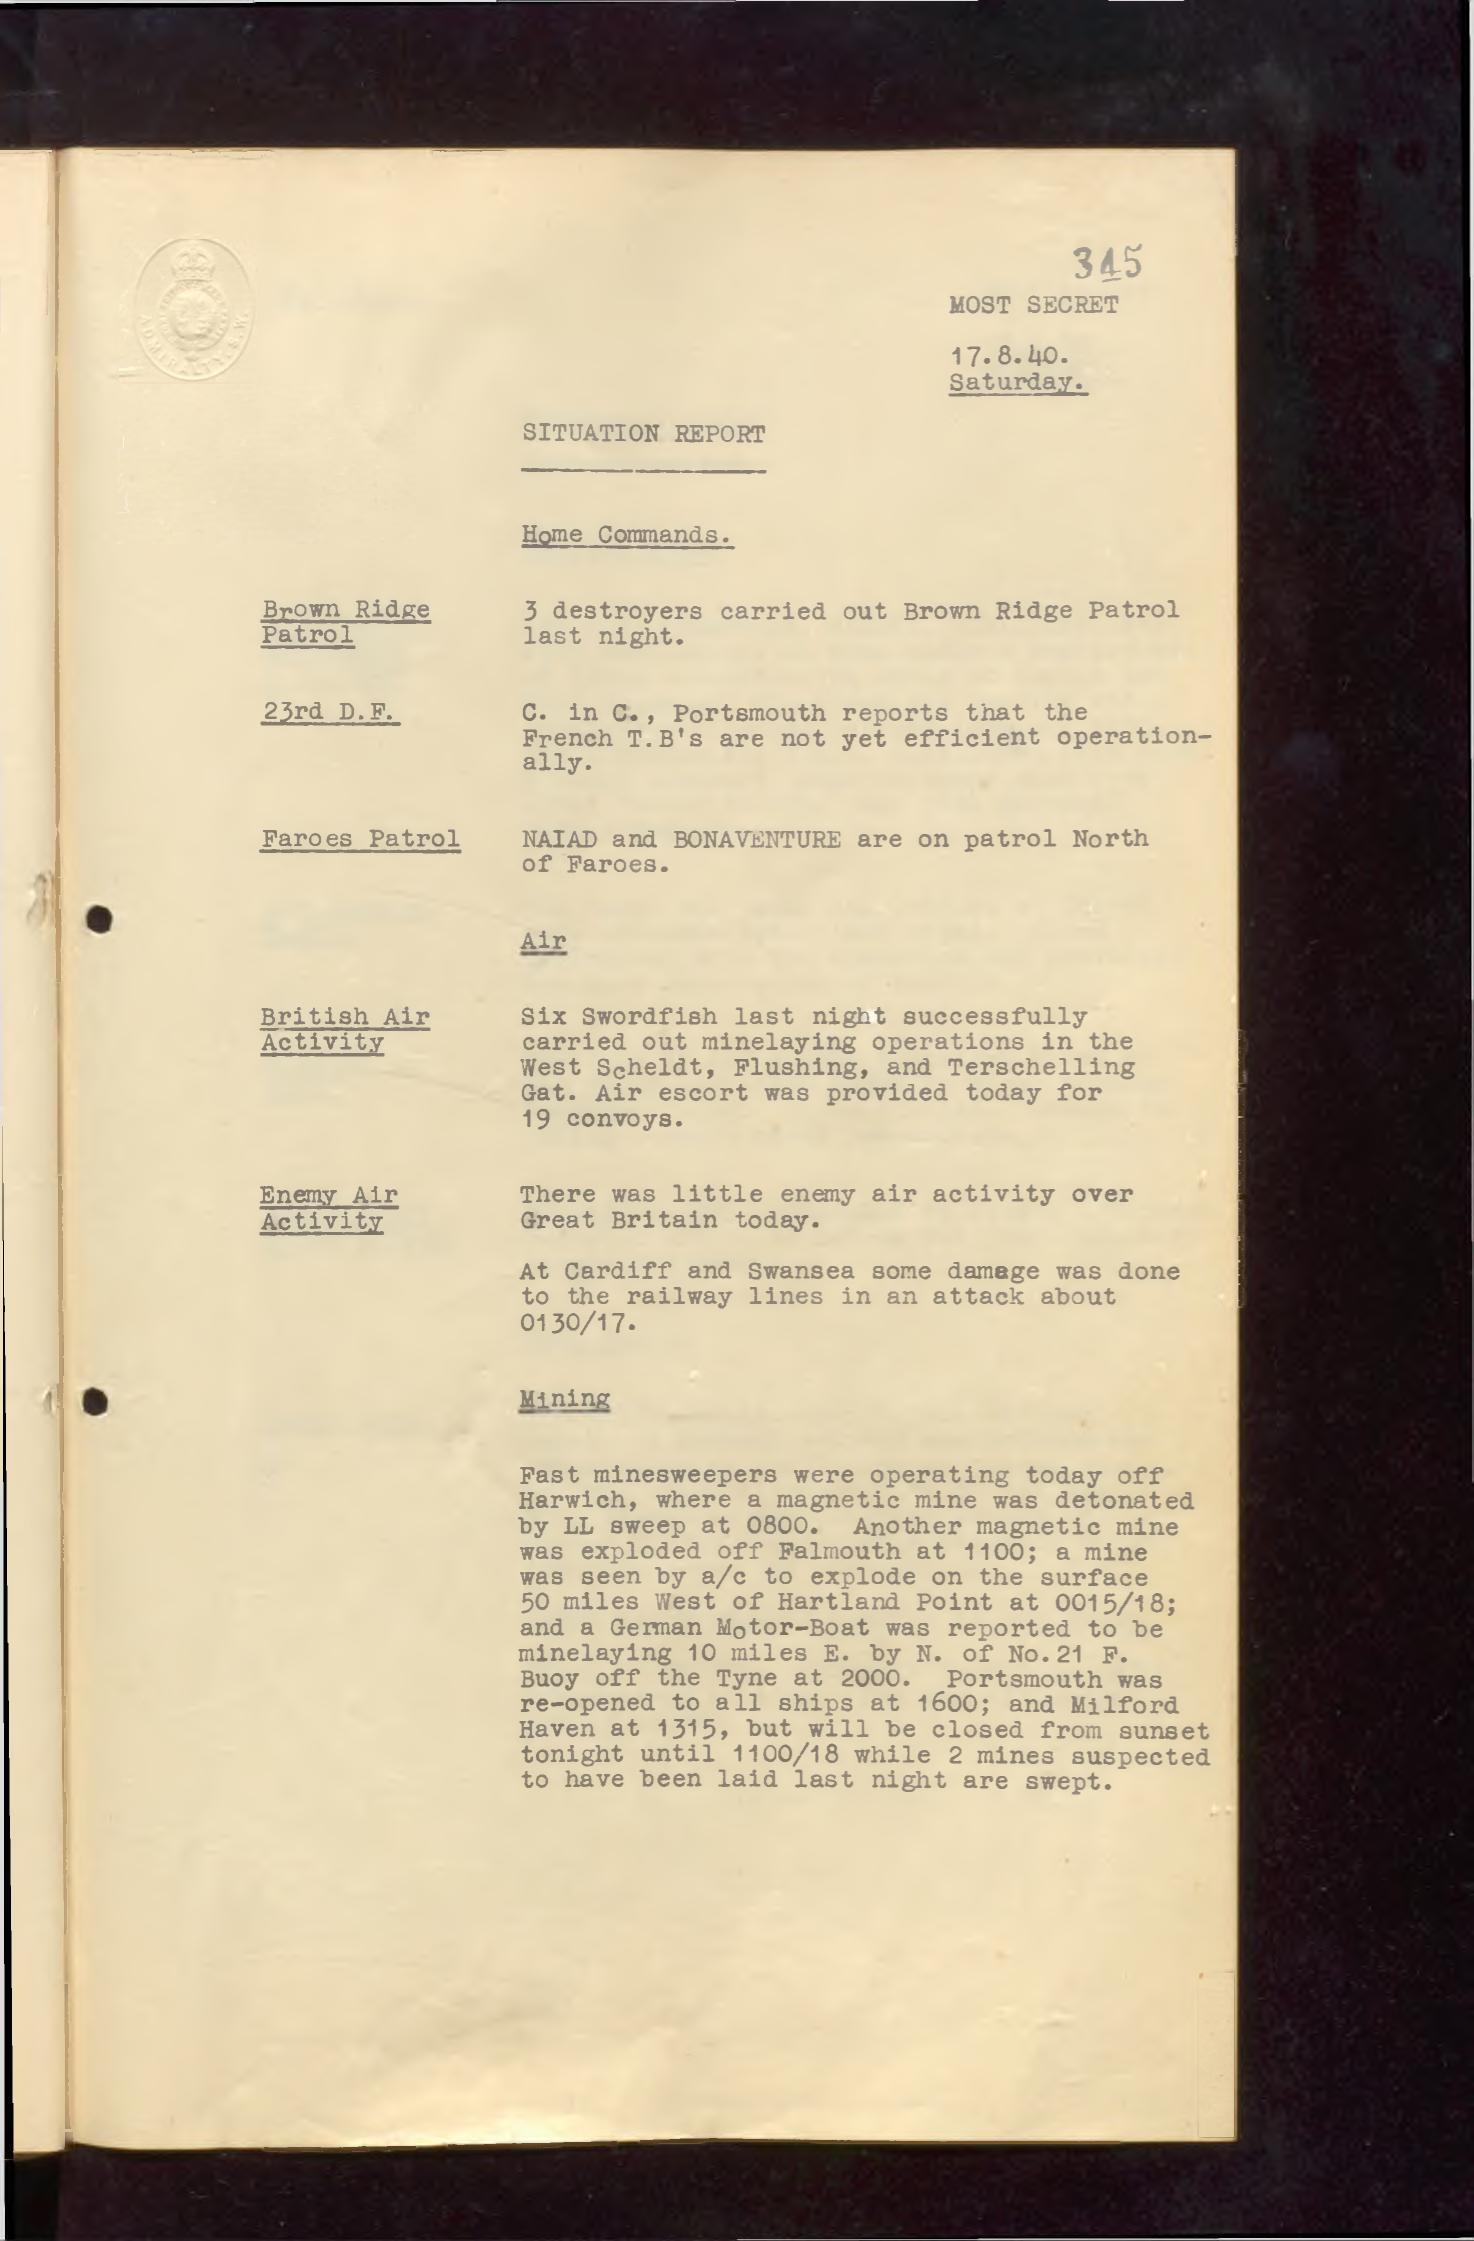 345
MOST SECRET
17.8.40.
Saturday.
SITUATION REPORT
Home Commands.
Brown Ridge
Patrol
3 destroyers carried out Brown Ridge Patrol
last night.
23rd D.F.
C. in C., Portsmouth reports that the
French T.B's are not yet efficient operation-
ally.
Faroes Patrol
NAIAD and BONAVENTURE are on patrol North
of Faroes.
Air
British Air
Activity
Six Swordfish last night successfully
carried out minelaying operations in the
West Scheldt, Flushing, and Terschelling
Gat. Air escort was provided today for
19 convoys.
Enemy Air
Activity
There was little enemy air activity over
Great Britain today.
At Cardiff and Swansea some damage was done
to the railway lines in an attack about
0130/17.
Mining
Fast minesweepers were operating today off
Harwich, where a magnetic mine was detonated
by LL sweep at 0800. Another magnetic mine
was exploded off Falmouth at 1100; a mine
was seen by a/c to explode on the surface
50 miles West of Hartland Point at 0015/18;
and a German Motor-Boat was reported to be
minelaying 10 miles E. by N. of No.21 F.
Buoy off the Tyne at 2000. Portsmouth was
re-opened to all ships at 1600; and Milford
Haven at 1315, but will be closed from sunset
tonight until 1100/18 while 2 mines suspected
to have been laid last night are swept.
ADMIRALTY.S.W.